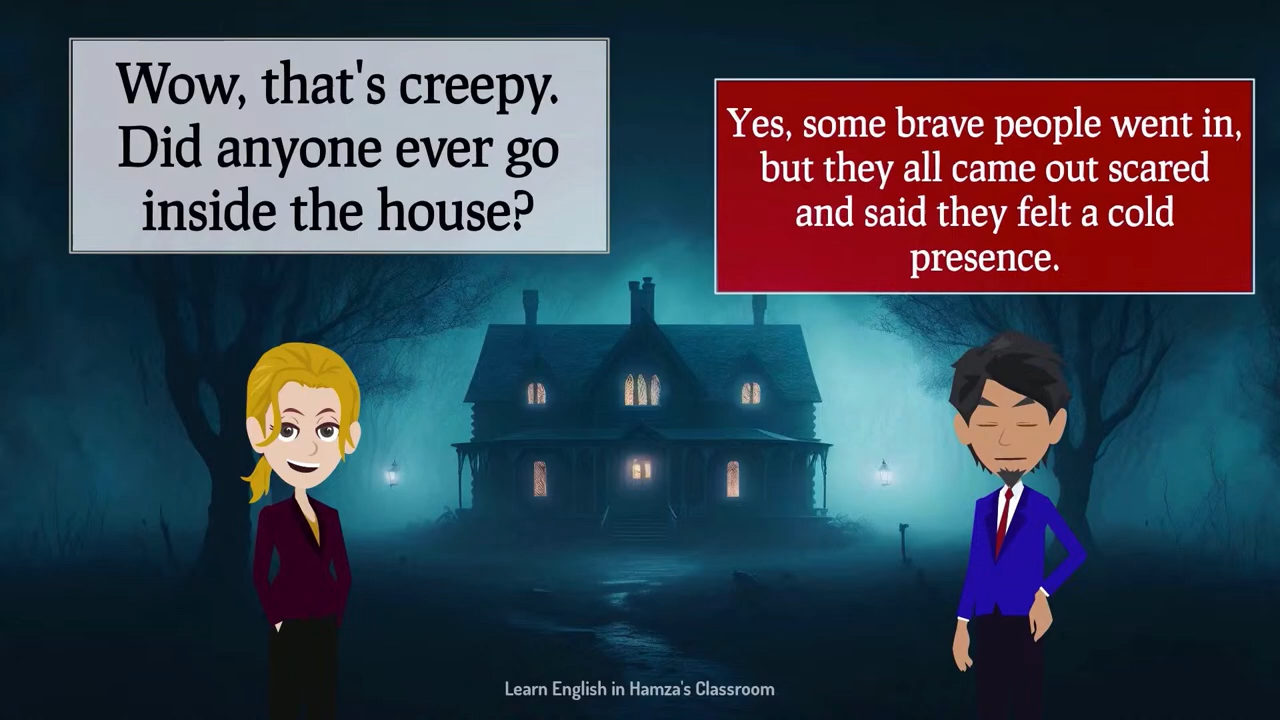 Wow, that's creepy.
Did anyone ever go
inside the house?
Yes, some brave people went in,
but they all came out scared
and said they felt a cold
presence.
Learn English in Hamza's Classroom